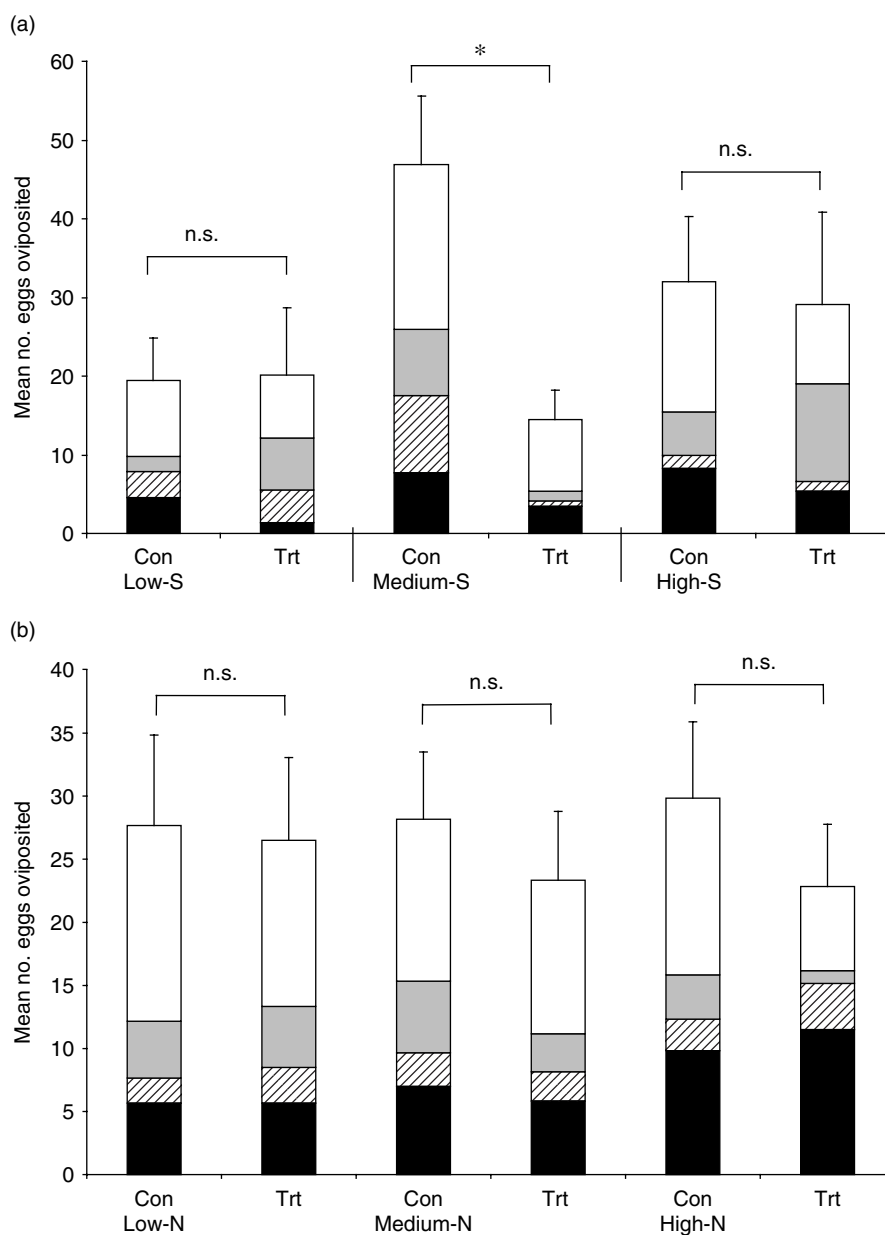 (a)
60
50
40
30
20
10
0
Mean no. eggs oviposited
n.s.
*
n.s.
Con Trt Con Trt Con Trt
Low-S Medium-S High-S
(b)
40
35
30
25
20
15
10
5
0
Mean no. eggs oviposited
n.s.
n.s.
n.s.
Con Trt Con Trt Con Trt
Low-N Medium-N High-N